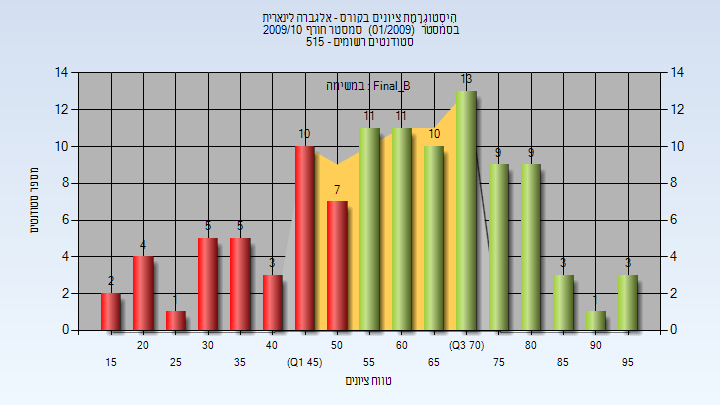 היסטוגרמת ציונים בקורס - אלגברה לינארית
בסמסטר (01/2009) סמסטר חורף 2009/10
סטודנטים רשומים - 515
במשימה : Final_B
מספר סטודנטים
14 14
12 12
10 10
8 8
6 6
4 4
2 2
0 0
2 4 1 5 5 3 10 7 11 11 10 13 9 9 3 1 3
20 30 40 50 60 (Q3 70) 80 90
15 25 35 (Q1 45) 55 65 75 85 95
טווח ציונים